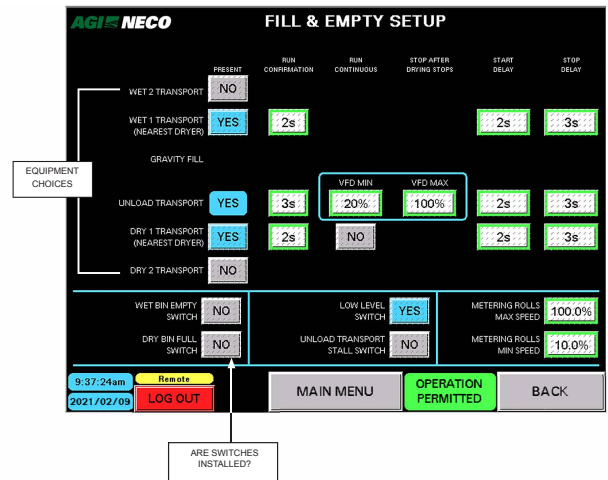 AGI NECO
FILL & EMPTY SETUP
PRESENT
RUN
CONFIRMATION
RUN
CONTINUOUS
STOP AFTER
DRYING STOPS
START
DELAY
STOP
DELAY
WET 2 TRANSPORT
NO
WET 1 TRANSPORT
(NEAREST DRYER)
YES
2s
2s
3s
GRAVITY FILL
EQUIPMENT
CHOICES
VFD MIN
VFD MAX
UNLOAD TRANSPORT
YES
3s
20%
100%
2s
3s
DRY 1 TRANSPORT
(NEAREST DRYER)
YES
2s
NO
2s
3s
DRY 2 TRANSPORT
NO
WET BIN EMPTY
SWITCH
NO
LOW LEVEL
SWITCH
YES
METERING ROLLS
MAX SPEED
100.0%
DRY BIN FULL
SWITCH
NO
UNLOAD TRANSPORT
STALL SWITCH
NO
METERING ROLLS
MIN SPEED
10.0%
9:37:24am
Remote
2021/02/09
LOG OUT
MAIN MENU
OPERATION
PERMITTED
BACK
ARE SWITCHES
INSTALLED?